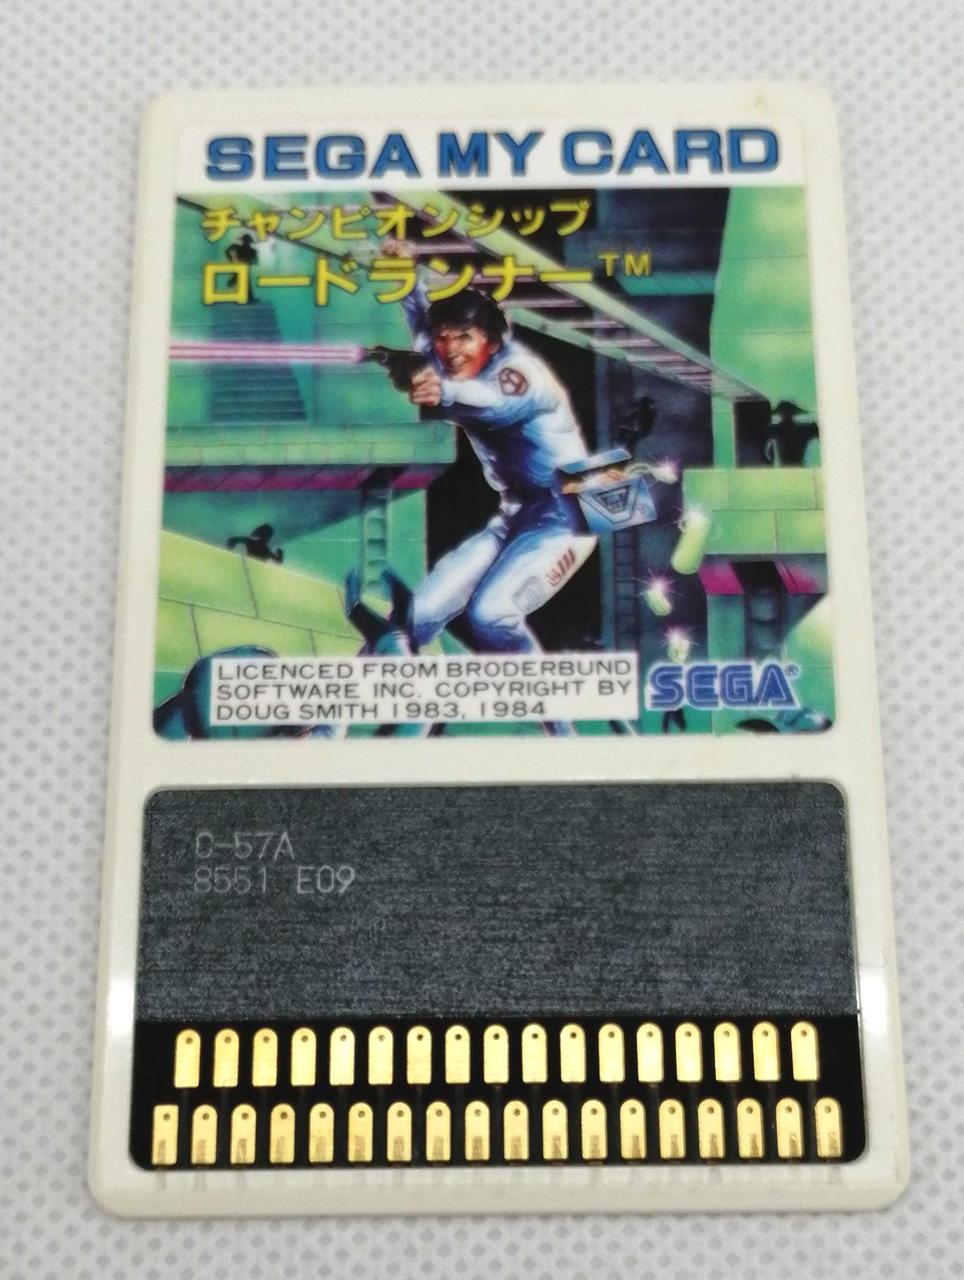 SEGA MY CARD
チャンピオンシップ
ロードランナー™
LICENCED FROM BRODERBUND
SOFTWARE INC. COPYRIGHT BY
DOUG SMITH 1983, 1984
SEGA®
C-57A
8551 E09